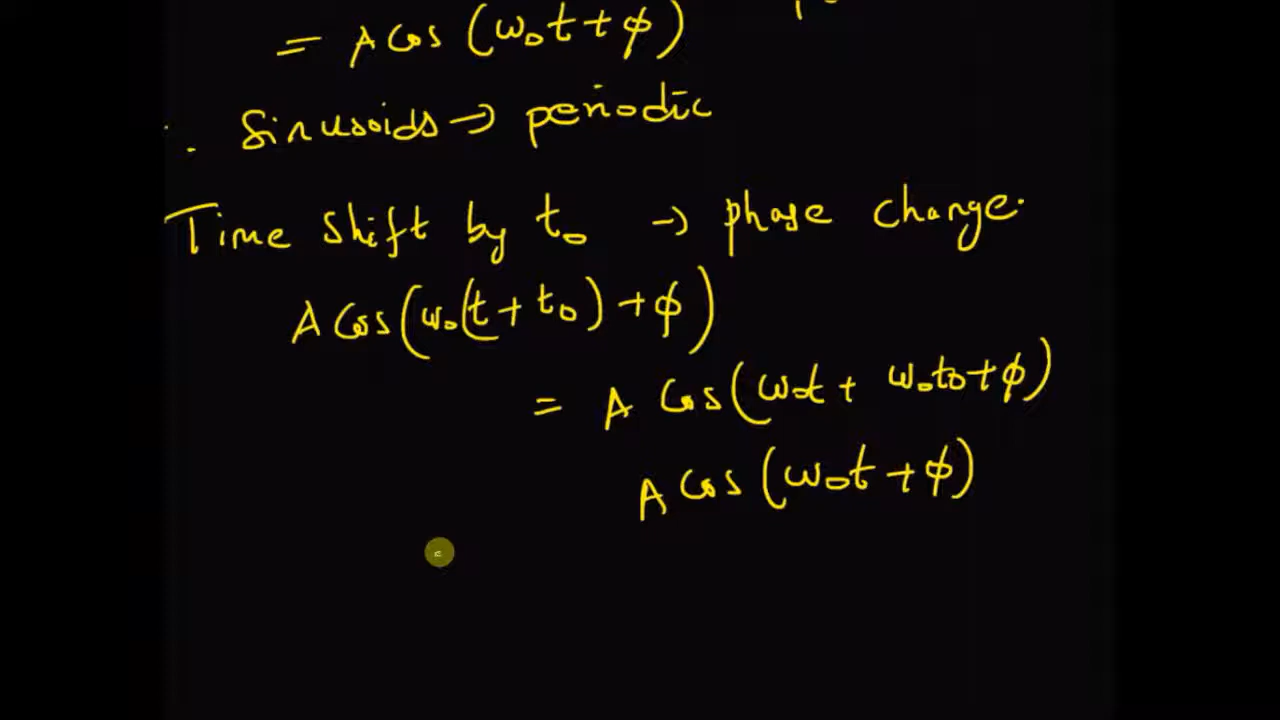 = A Cos (ω₀t + φ)
∴ Sinusoids → periodic
Time shift by t₀ → phase change.
A Cos (ω₀(t + t₀) + φ)
= A Cos (ω₀t + ω₀t₀ + φ)
A Cos (ω₀t + φ)